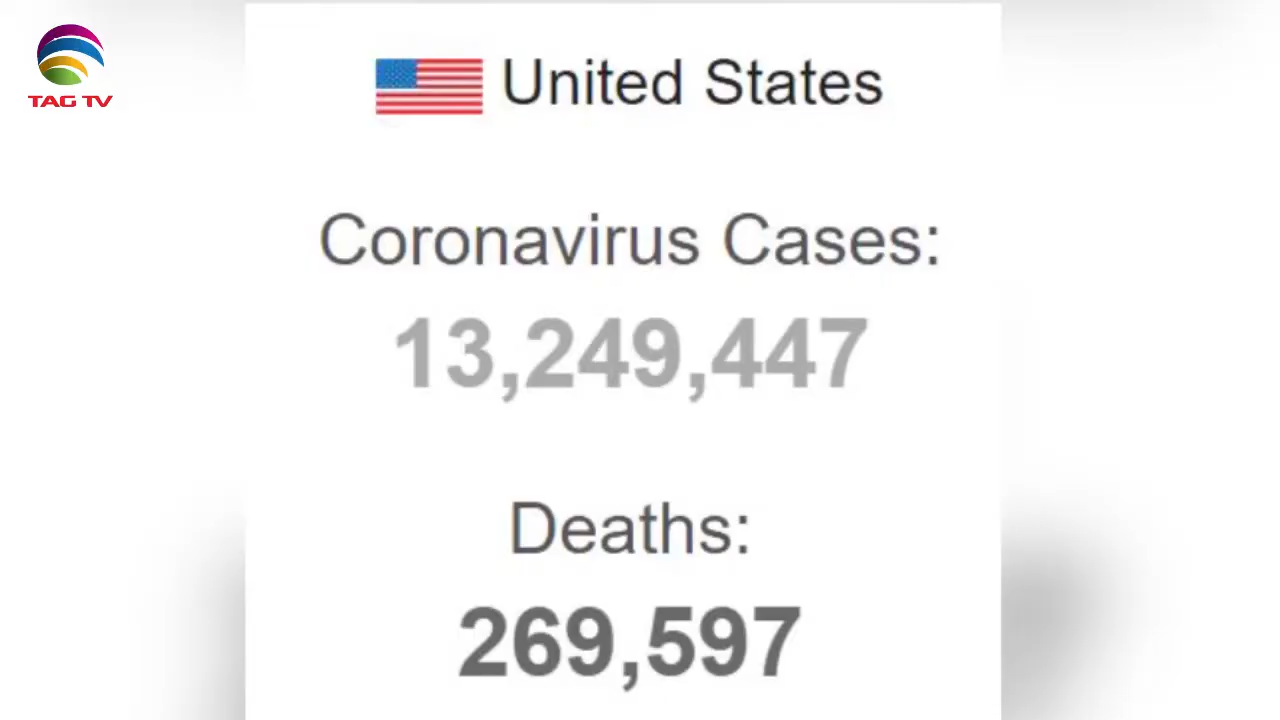 TAG TV
United States
Coronavirus Cases:
13,249,447
Deaths:
269,597